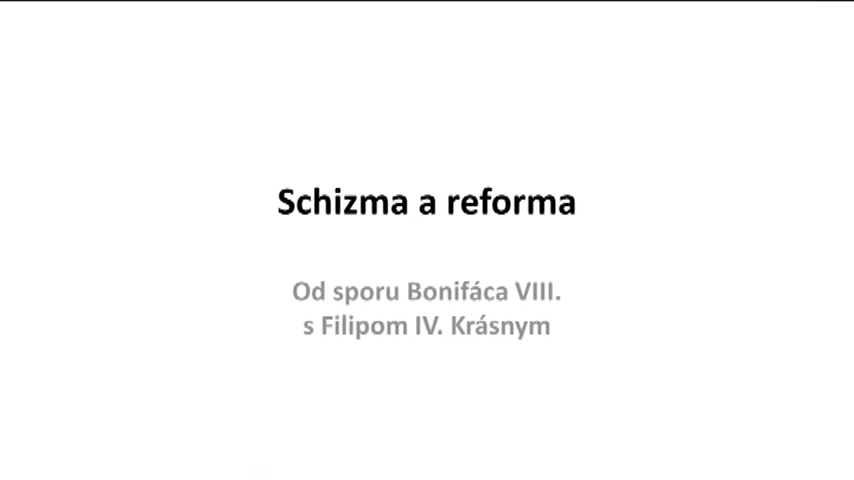 Schizma a reforma
Od sporu Bonifáca VIII.
s Filipom IV. Krásnym